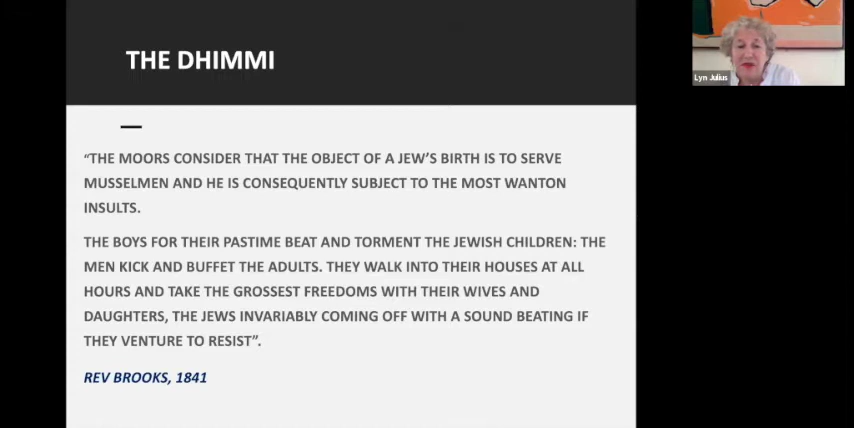 THE DHIMMI
Lyn Julius
"THE MOORS CONSIDER THAT THE OBJECT OF A JEW'S BIRTH IS TO SERVE
MUSSELMEN AND HE IS CONSEQUENTLY SUBJECT TO THE MOST WANTON
INSULTS.
THE BOYS FOR THEIR PASTIME BEAT AND TORMENT THE JEWISH CHILDREN: THE
MEN KICK AND BUFFET THE ADULTS. THEY WALK INTO THEIR HOUSES AT ALL
HOURS AND TAKE THE GROSSEST FREEDOMS WITH THEIR WIVES AND
DAUGHTERS, THE JEWS INVARIABLY COMING OFF WITH A SOUND BEATING IF
THEY VENTURE TO RESIST".
REV BROOKS, 1841